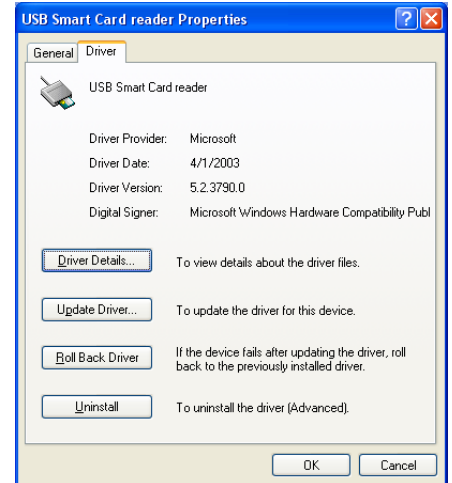 USB Smart Card reader Properties
General Driver
USB Smart Card reader
Driver Provider: Microsoft
Driver Date: 4/1/2003
Driver Version: 5.2.3790.0
Digital Signer: Microsoft Windows Hardware Compatibility Publ
Driver Details... To view details about the driver files.
Update Driver... To update the driver for this device.
Roll Back Driver If the device fails after updating the driver, roll
back to the previously installed driver.
Uninstall To uninstall the driver (Advanced).
OK Cancel